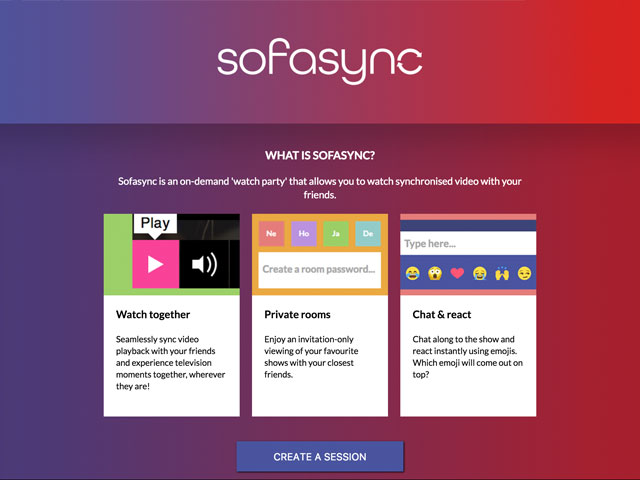 sofasync
WHAT IS SOFASYNC?
Sofasync is an on-demand 'watch party' that allows you to watch synchronised video with your
friends.
Play
Ne Ho Ja De
Create a room password...
Type here...
Watch together
Seamlessly sync video
playback with your friends
and experience television
moments together, wherever
they are!
Private rooms
Enjoy an invitation-only
viewing of your favourite
shows with your closest
friends.
Chat & react
Chat along to the show and
react instantly using emojis.
Which emoji will come out on
top?
CREATE A SESSION